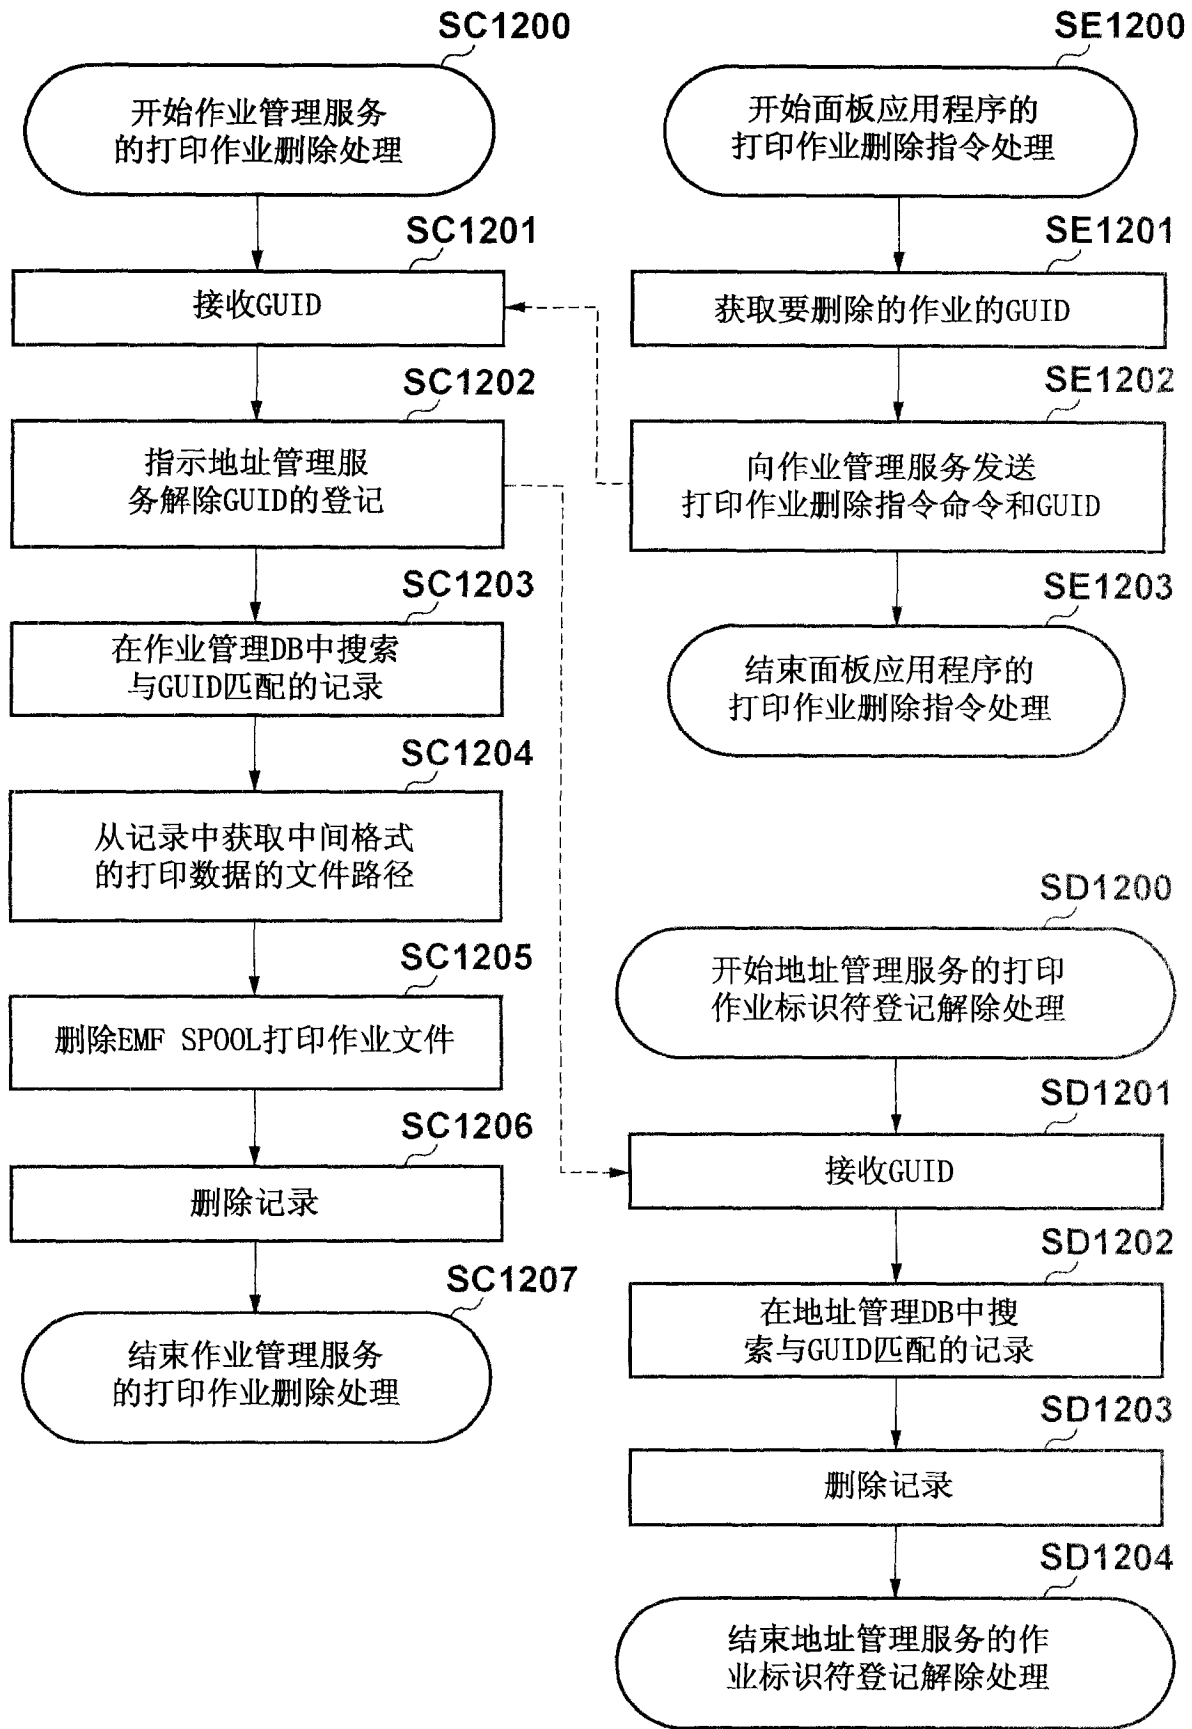 SC1200
开始作业管理服务
的打印作业删除处理
SC1201
接收GUID
SC1202
指示地址管理服
务解除GUID的登记
SC1203
在作业管理DB中搜索
与GUID匹配的记录
SC1204
从记录中获取中间格式
的打印数据的文件路径
SC1205
删除EMF SPOOL打印作业文件
SC1206
删除记录
SC1207
结束作业管理服务
的打印作业删除处理
SE1200
开始面板应用程序的
打印作业删除指令处理
SE1201
获取要删除的作业的GUID
SE1202
向作业管理服务发送
打印作业删除指令命令和GUID
SE1203
结束面板应用程序的
打印作业删除指令处理
SD1200
开始地址管理服务的打印
作业标识符登记解除处理
SD1201
接收GUID
SD1202
在地址管理DB中搜
索与GUID匹配的记录
SD1203
删除记录
SD1204
结束地址管理服务的作
业标识符登记解除处理